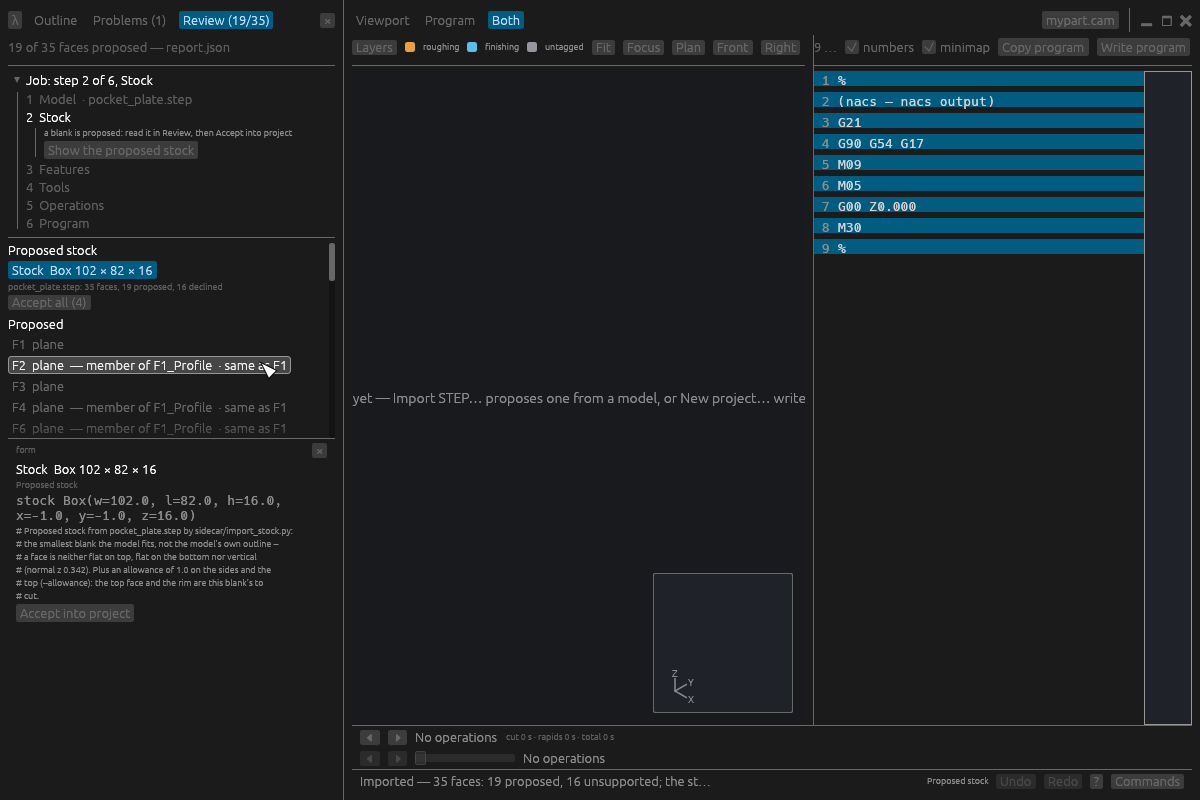 λ Outline Problems (1) Review (19/35) ×
19 of 35 faces proposed — report.json
▼ Job: step 2 of 6, Stock
1 Model · pocket_plate.step
2 Stock
a blank is proposed: read it in Review, then Accept into project
Show the proposed stock
3 Features
4 Tools
5 Operations
6 Program
Proposed stock
Stock Box 102 × 82 × 16
pocket_plate.step: 35 faces, 19 proposed, 16 declined
Accept all (4)
Proposed
F1 plane
F2 plane — member of F1_Profile · same as F1
F3 plane
F4 plane — member of F1_Profile · same as F1
F6 plane — member of F1_Profile · same as F1
form ×
Stock Box 102 × 82 × 16
Proposed stock
stock Box(w=102.0, l=82.0, h=16.0,
x=-1.0, y=-1.0, z=16.0)
# Proposed stock from pocket_plate.step by sidecar/import_stock.py:
# the smallest blank the model fits, not the model's own outline –
# a face is neither flat on top, flat on the bottom nor vertical
# (normal z 0.342). Plus an allowance of 1.0 on the sides and the
# top (--allowance): the top face and the rim are this blank's to
# cut.
Accept into project
Viewport Program Both mypart.cam
Layers roughing finishing untagged Fit Focus Plan Front Right
9 … numbers minimap Copy program Write program
yet — Import STEP… proposes one from a model, or New project… write
Z
Y
X
1 %
2 (nacs — nacs output)
3 G21
4 G90 G54 G17
5 M09
6 M05
7 G00 Z0.000
8 M30
9 %
No operations cut 0 s · rapids 0 s · total 0 s
No operations
Imported — 35 faces: 19 proposed, 16 unsupported; the st… Proposed stock Undo Redo ? Commands